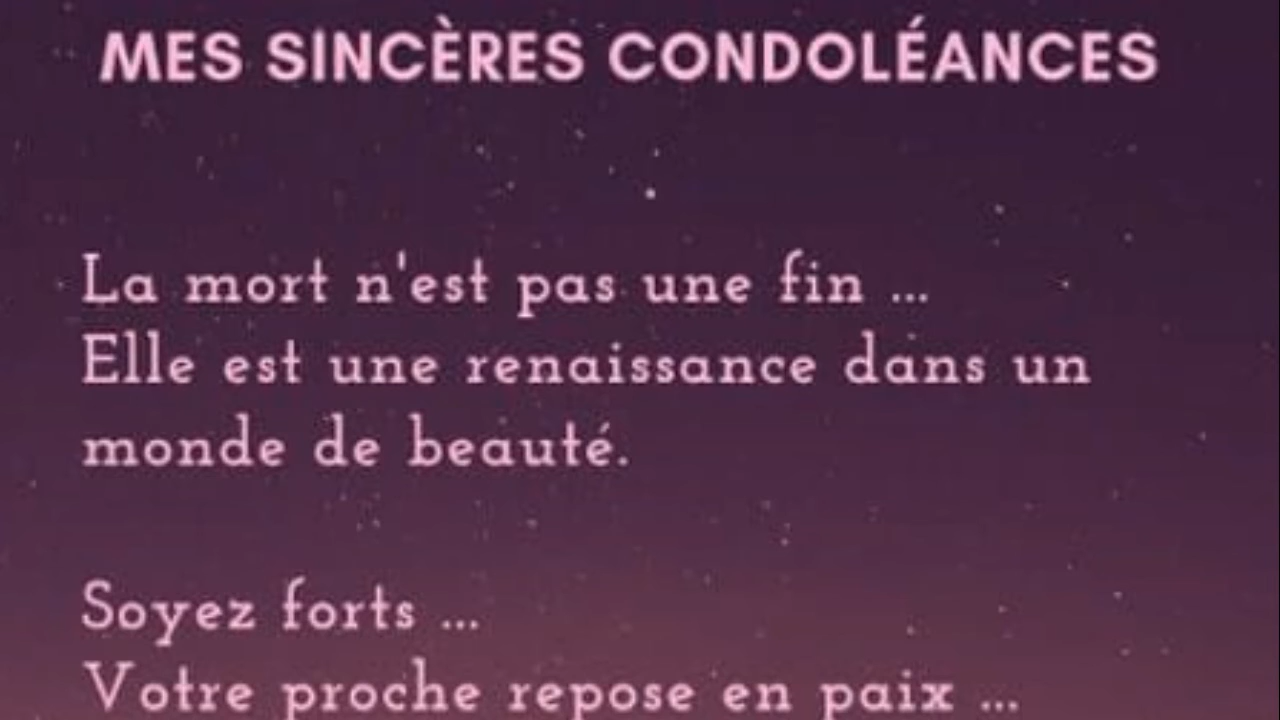 MES SINCÈRES CONDOLÉANCES
La mort n'est pas une fin ...
Elle est une renaissance dans un
monde de beauté.
Soyez forts ...
Votre proche repose en paix ...